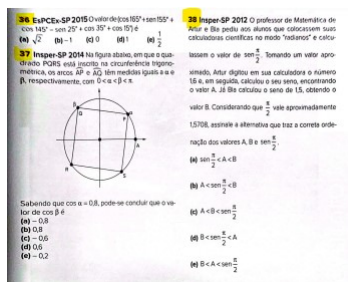 36 EsPCEx-SP 2015 O valor de (cos 165° + sen 155° +
cos 145° - sen 25° + cos 35° + cos 15°) é
(a) √2 (b) -1 (c) 0 (d) 1 (e) 1/2
37 Insper-SP 2014 Na figura abaixo, em que o qua-
drado PQRS está inscrito na circunferência trigono-
métrica, os arcos AP e AQ têm medidas iguais a α e
β, respectivamente, com 0 < α < β < π.
Q
P
A
R
S
Sabendo que cos α = 0,8, pode-se concluir que o va-
lor de cos β é
(a) - 0,8
(b) 0,8
(c) - 0,6
(d) 0,6
(e) -0,2
38 Insper-SP 2012 O professor de Matemática de
Artur e Bia pediu aos alunos que colocassem suas
calculadoras científicas no modo "radianos" e calcu-
lassem o valor de sen π/2. Tomando um valor apro-
ximado, Artur digitou em sua calculadora o número
1,6 e, em seguida, calculou o seu seno, encontrando
o valor A. Já Bia calculou o seno de 1,5, obtendo o
valor B. Considerando que π/2 vale aproximadamente
1,5708, assinale a alternativa que traz a correta orde-
nação dos valores A, B e sen π/2.
(a) sen π/2 < A < B
(b) A < sen π/2 < B
(c) A < B < sen π/2
(d) B < sen π/2 < A
(e) B < A < sen π/2